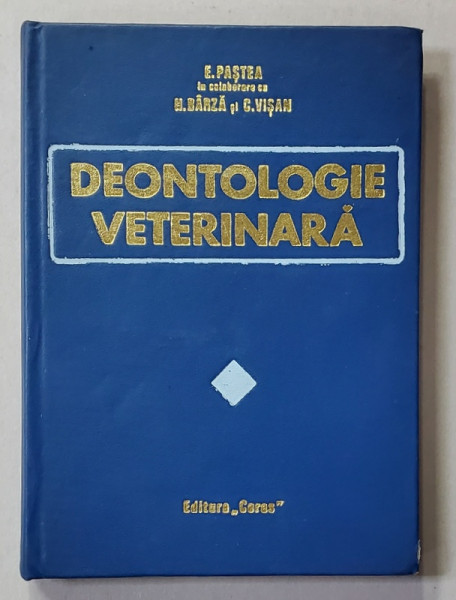 E. PAȘTEA
în colaborare cu
H. BÂRZĂ și C. VIȘAN
DEONTOLOGIE
VETERINARĂ
Editura „Ceres”